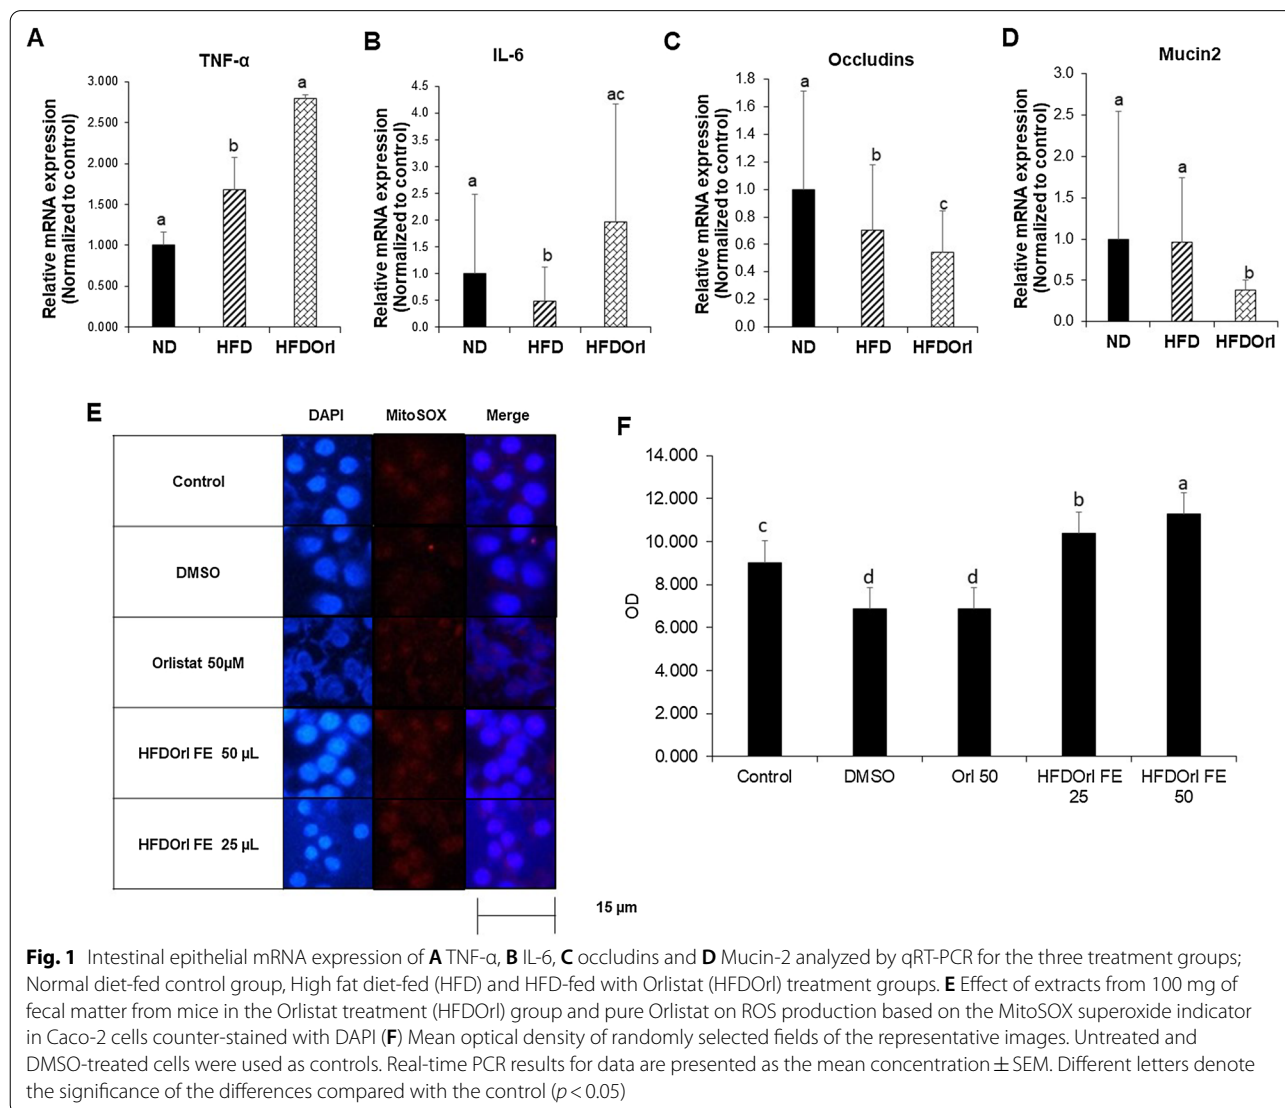 A
TNF-α
Relative mRNA expression
(Normalized to control)
3.000
2.500
2.000
1.500
1.000
0.500
0.000
a
b
a
ND
HFD
HFDOrl
B
IL-6
Relative mRNA expression
(Normalized to control)
4.5
4.0
3.5
3.0
2.5
2.0
1.5
1.0
0.5
0.0
a
b
ac
ND
HFD
HFDOrl
C
Occludins
Relative mRNA expression
(Normalized to control)
1.8
1.6
1.4
1.2
1.0
0.8
0.6
0.4
0.2
0.0
a
b
c
ND
HFD
HFDOrl
D
Mucin2
Relative mRNA expression
(Normalized to control)
3.0
2.5
2.0
1.5
1.0
0.5
0.0
a
a
b
ND
HFD
HFDOrl
E
DAPI
MitoSOX
Merge
Control
DMSO
Orlistat 50µM
HFDOrl FE 50 µL
HFDOrl FE 25 µL
15 µm
F
OD
14.000
12.000
10.000
8.000
6.000
4.000
2.000
0.000
c
d
d
b
a
Control
DMSO
Orl 50
HFDOrl FE
25
HFDOrl FE
50
Fig. 1 Intestinal epithelial mRNA expression of A TNF-α, B IL-6, C occludins and D Mucin-2 analyzed by qRT-PCR for the three treatment groups;
Normal diet-fed control group, High fat diet-fed (HFD) and HFD-fed with Orlistat (HFDOrl) treatment groups. E Effect of extracts from 100 mg of
fecal matter from mice in the Orlistat treatment (HFDOrl) group and pure Orlistat on ROS production based on the MitoSOX superoxide indicator
in Caco-2 cells counter-stained with DAPI (F) Mean optical density of randomly selected fields of the representative images. Untreated and
DMSO-treated cells were used as controls. Real-time PCR results for data are presented as the mean concentration ± SEM. Different letters denote
the significance of the differences compared with the control (p < 0.05)